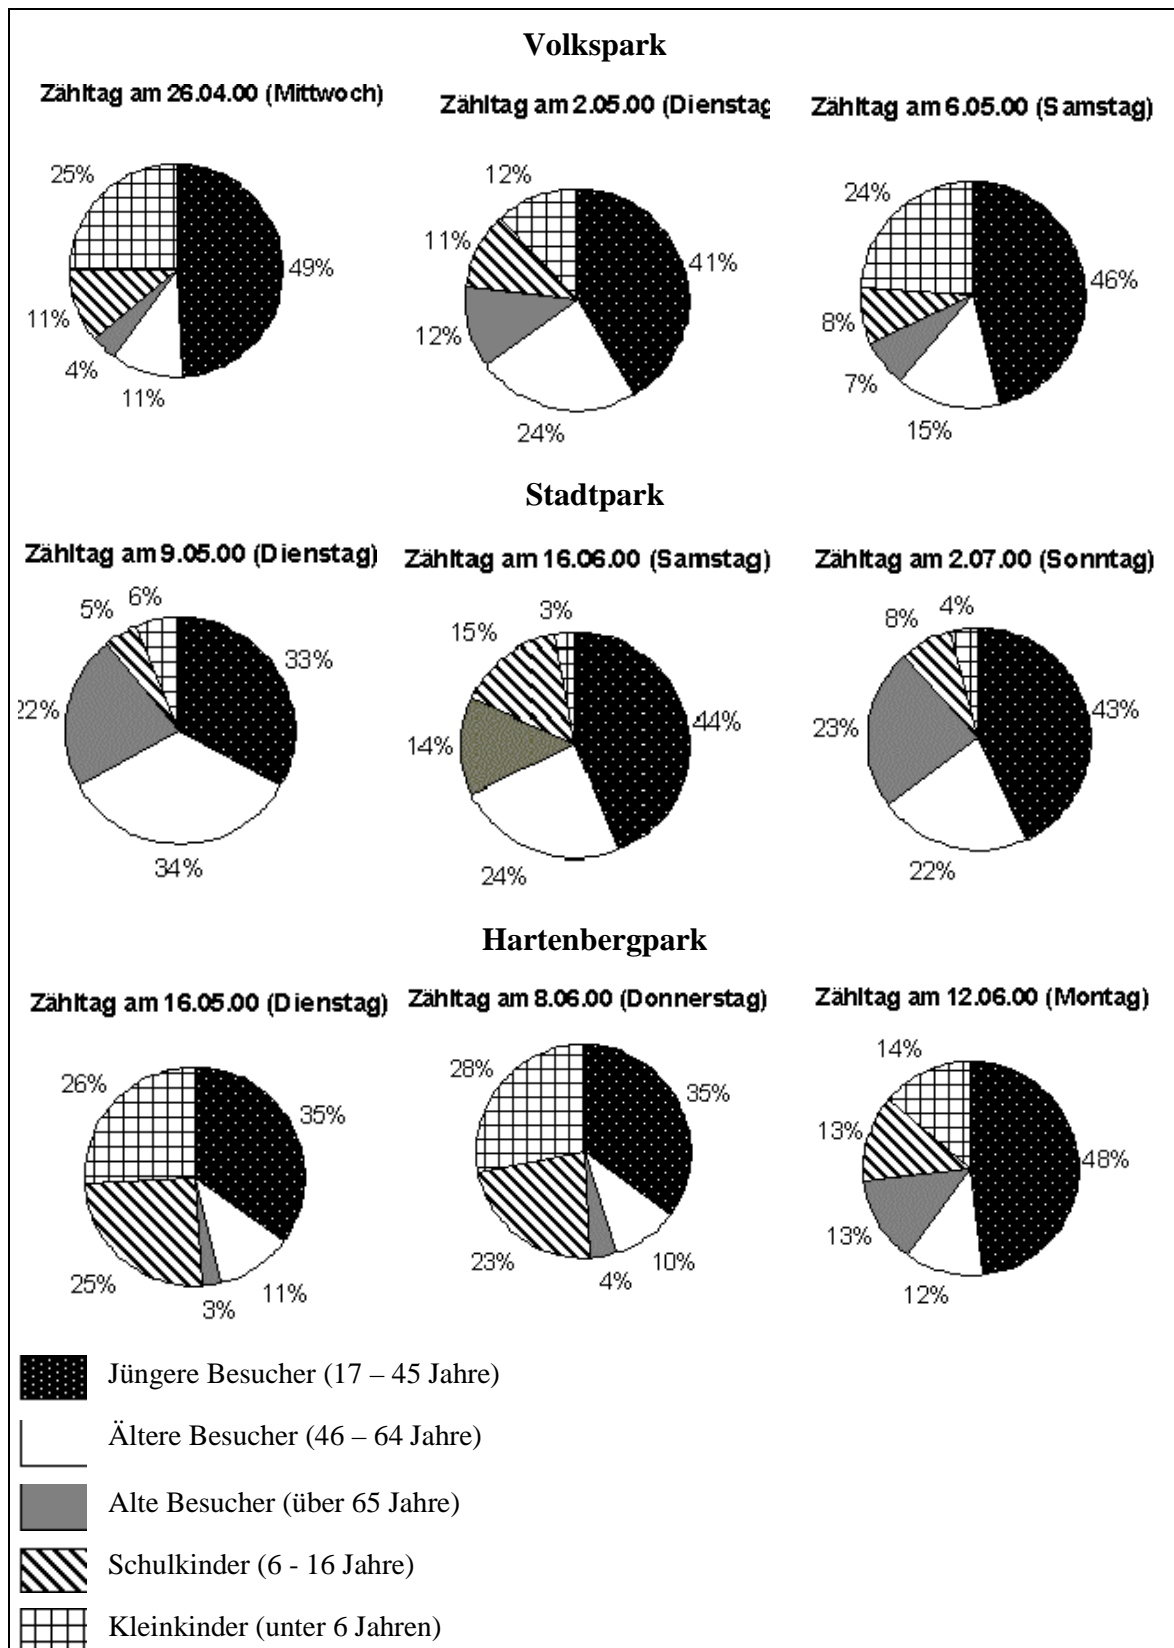 Volkspark
Zähltag am 26.04.00 (Mittwoch)
Zähltag am 2.05.00 (Dienstag
Zähltag am 6.05.00 (Samstag)
25%
49%
11%
4%
11%
12%
41%
11%
12%
24%
24%
46%
8%
7%
15%
Stadtpark
Zähltag am 9.05.00 (Dienstag)
Zähltag am 16.06.00 (Samstag)
Zähltag am 2.07.00 (Sonntag)
5%
6%
33%
22%
34%
3%
15%
44%
14%
24%
8%
4%
43%
23%
22%
Hartenbergpark
Zähltag am 16.05.00 (Dienstag)
Zähltag am 8.06.00 (Donnerstag)
Zähltag am 12.06.00 (Montag)
26%
35%
25%
3%
11%
28%
35%
23%
4%
10%
14%
13%
48%
13%
12%
Jüngere Besucher (17 – 45 Jahre)
Ältere Besucher (46 – 64 Jahre)
Alte Besucher (über 65 Jahre)
Schulkinder (6 - 16 Jahre)
Kleinkinder (unter 6 Jahren)